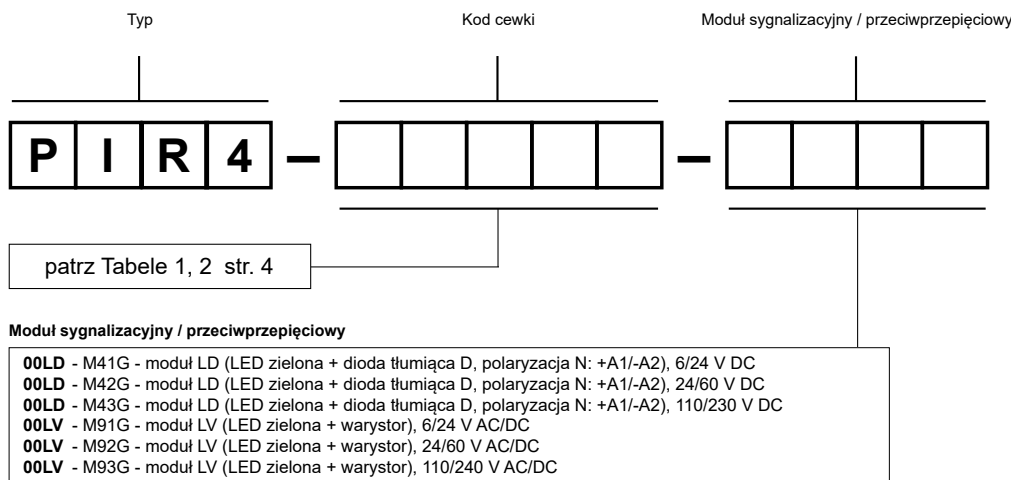 Typ
Kod cewki
Moduł sygnalizacyjny / przeciwprzepięciowy
P I R 4 – –
patrz Tabele 1, 2 str. 4
Moduł sygnalizacyjny / przeciwprzepięciowy
00LD - M41G - moduł LD (LED zielona + dioda tłumiąca D, polaryzacja N: +A1/-A2), 6/24 V DC
00LD - M42G - moduł LD (LED zielona + dioda tłumiąca D, polaryzacja N: +A1/-A2), 24/60 V DC
00LD - M43G - moduł LD (LED zielona + dioda tłumiąca D, polaryzacja N: +A1/-A2), 110/230 V DC
00LV - M91G - moduł LV (LED zielona + warystor), 6/24 V AC/DC
00LV - M92G - moduł LV (LED zielona + warystor), 24/60 V AC/DC
00LV - M93G - moduł LV (LED zielona + warystor), 110/240 V AC/DC